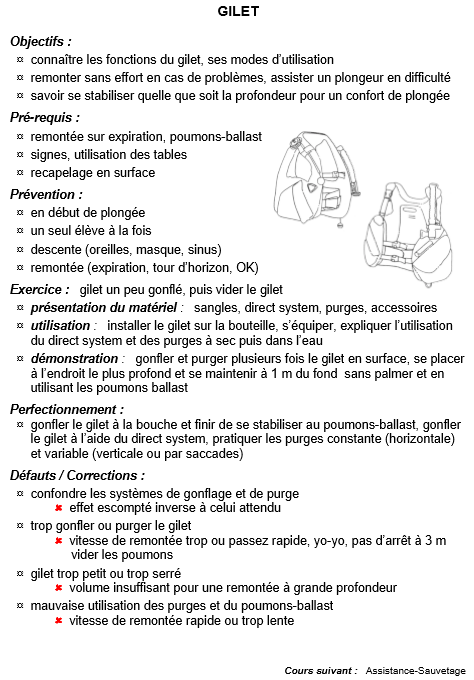 GILET
Objectifs :
¤ connaître les fonctions du gilet, ses modes d'utilisation
¤ remonter sans effort en cas de problèmes, assister un plongeur en difficulté
¤ savoir se stabiliser quelle que soit la profondeur pour un confort de plongée
Pré-requis :
¤ remontée sur expiration, poumons-ballast
¤ signes, utilisation des tables
¤ recapelage en surface
Prévention :
¤ en début de plongée
¤ un seul élève à la fois
¤ descente (oreilles, masque, sinus)
¤ remontée (expiration, tour d'horizon, OK)
Exercice : gilet un peu gonflé, puis vider le gilet
¤ présentation du matériel : sangles, direct system, purges, accessoires
¤ utilisation : installer le gilet sur la bouteille, s'équiper, expliquer l'utilisation
du direct system et des purges à sec puis dans l'eau
¤ démonstration : gonfler et purger plusieurs fois le gilet en surface, se placer
à l'endroit le plus profond et se maintenir à 1 m du fond sans palmer et en
utilisant les poumons ballast
Perfectionnement :
¤ gonfler le gilet à la bouche et finir de se stabiliser au poumons-ballast, gonfler
le gilet à l'aide du direct system, pratiquer les purges constante (horizontale)
et variable (verticale ou par saccades)
Défauts / Corrections :
¤ confondre les systèmes de gonflage et de purge
✘ effet escompté inverse à celui attendu
¤ trop gonfler ou purger le gilet
✘ vitesse de remontée trop ou passez rapide, yo-yo, pas d'arrêt à 3 m
vider les poumons
¤ gilet trop petit ou trop serré
✘ volume insuffisant pour une remontée à grande profondeur
¤ mauvaise utilisation des purges et du poumons-ballast
✘ vitesse de remontée rapide ou trop lente
Cours suivant : Assistance-Sauvetage